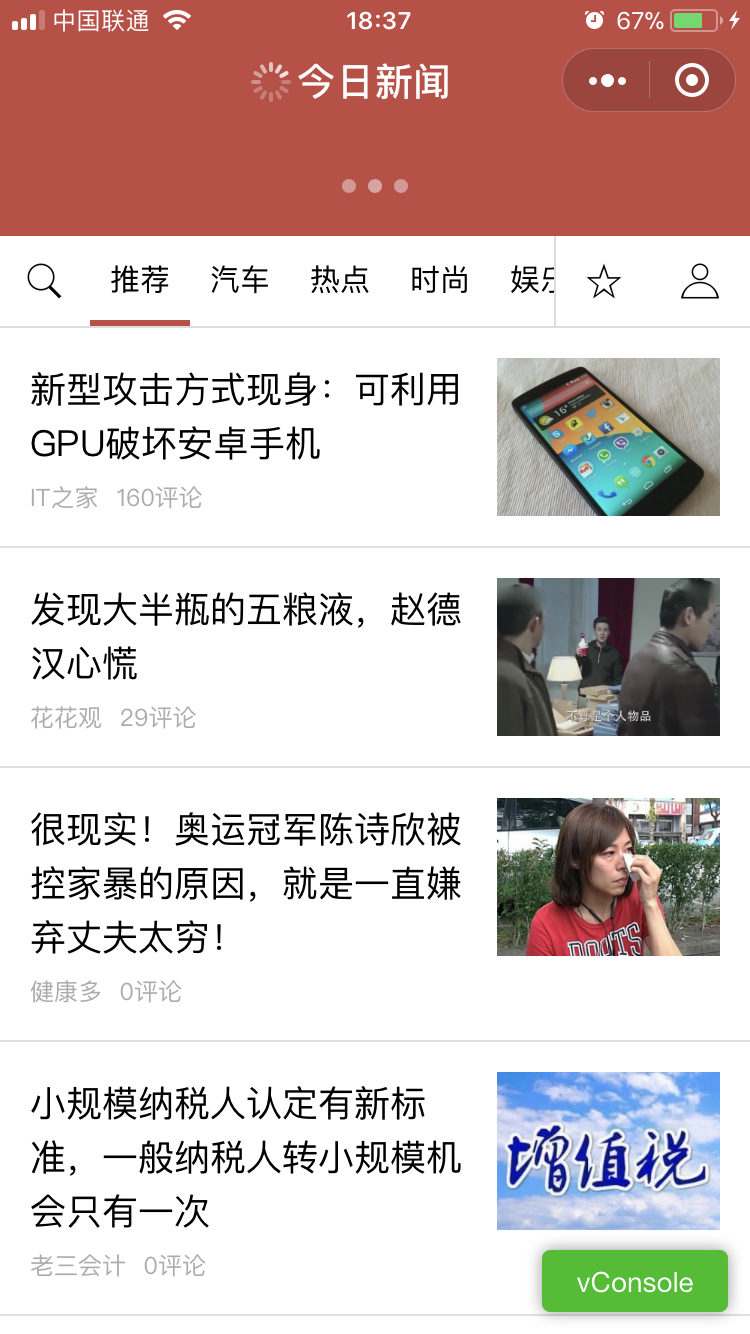 中国联通 18:37 67%
今日新闻
推荐 汽车 热点 时尚 娱乐
新型攻击方式现身：可利用
GPU破坏安卓手机
IT之家 160评论
16°
发现大半瓶的五粮液，赵德
汉心慌
花花观 29评论
不算是个人物品
很现实！奥运冠军陈诗欣被
控家暴的原因，就是一直嫌
弃丈夫太穷！
健康多 0评论
小规模纳税人认定有新标
准，一般纳税人转小规模机
会只有一次
增值税
老三会计 0评论
vConsole